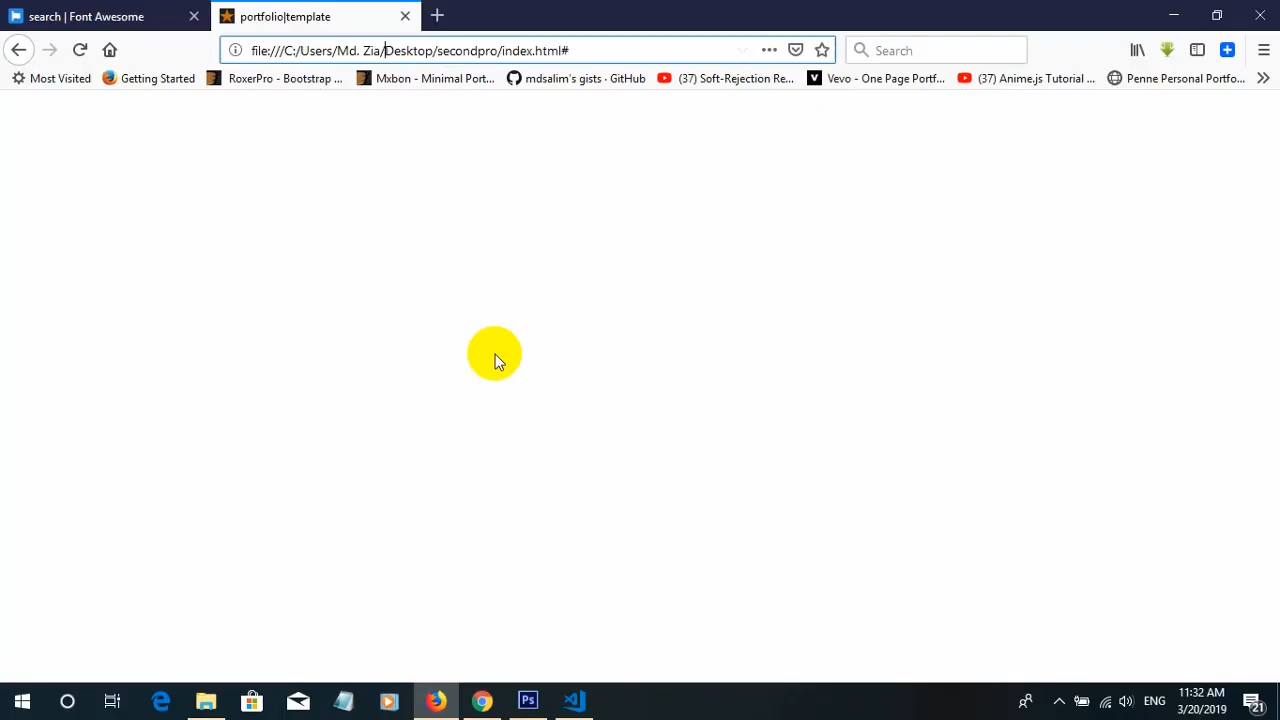 search | Font Awesome
portfolio|template
file:///C:/Users/Md. Zia/Desktop/secondpro/index.html#
Search
Most Visited
Getting Started
RoxerPro - Bootstrap ...
Mxbon - Minimal Port...
mdsalim's gists · GitHub
(37) Soft-Rejection Re...
Vevo - One Page Portf...
(37) Anime.js Tutorial ...
Penne Personal Portfo...
Ps
ENG
11:32 AM
3/20/2019
21